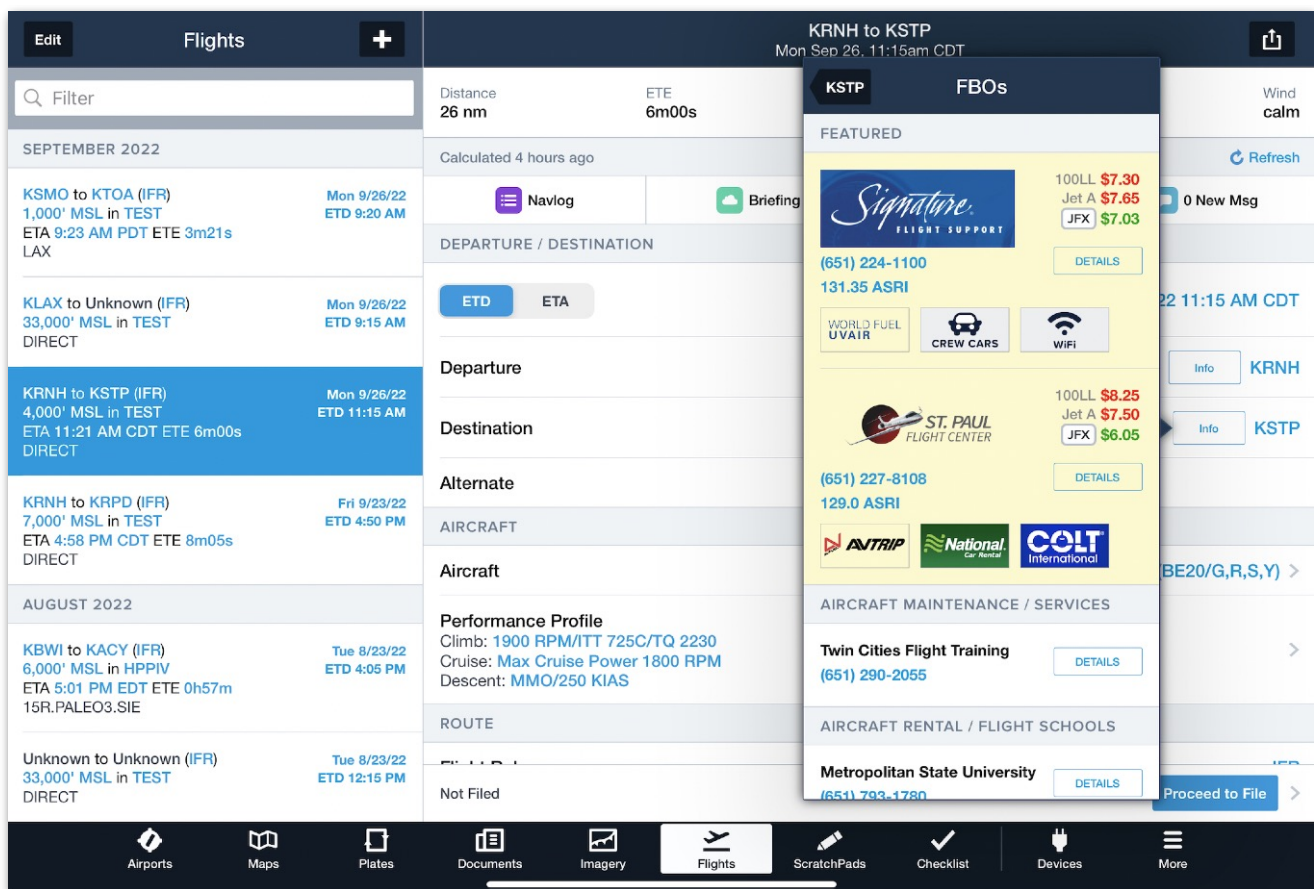 Edit
Flights
+
Filter
SEPTEMBER 2022
KSMO to KTOA (IFR)
Mon 9/26/22
1,000' MSL in TEST
ETD 9:20 AM
ETA 9:23 AM PDT ETE 3m21s
LAX
KLAX to Unknown (IFR)
Mon 9/26/22
33,000' MSL in TEST
ETD 9:15 AM
DIRECT
KRNH to KSTP (IFR)
Mon 9/26/22
4,000' MSL in TEST
ETD 11:15 AM
ETA 11:21 AM CDT ETE 6m00s
DIRECT
KRNH to KRPD (IFR)
Fri 9/23/22
7,000' MSL in TEST
ETD 4:50 PM
ETA 4:58 PM CDT ETE 8m05s
DIRECT
AUGUST 2022
KBWI to KACY (IFR)
Tue 8/23/22
6,000' MSL in HPPIV
ETD 4:05 PM
ETA 5:01 PM EDT ETE 0h57m
15R.PALEO3.SIE
Unknown to Unknown (IFR)
Tue 8/23/22
33,000' MSL in TEST
ETD 12:15 PM
DIRECT
KRNH to KSTP
Mon Sep 26, 11:15am CDT
Distance
ETE
Wind
26 nm
6m00s
calm
Calculated 4 hours ago
Refresh
Navlog
Briefing
0 New Msg
DEPARTURE / DESTINATION
ETD
ETA
22 11:15 AM CDT
Departure
Info
KRNH
Destination
Info
KSTP
Alternate
AIRCRAFT
Aircraft
(BE20/G,R,S,Y)
Performance Profile
Climb: 1900 RPM/ITT 725C/TQ 2230
Cruise: Max Cruise Power 1800 RPM
Descent: MMO/250 KIAS
ROUTE
Not Filed
Proceed to File
KSTP
FBOs
FEATURED
Signature
FLIGHT SUPPORT
100LL $7.30
Jet A $7.65
JFX $7.03
(651) 224-1100
DETAILS
131.35 ASRI
WORLD FUEL
UVAIR
CREW CARS
WiFi
ST. PAUL
FLIGHT CENTER
100LL $8.25
Jet A $7.50
JFX $6.05
(651) 227-8108
DETAILS
129.0 ASRI
AVTRIP
National
Car Rental
COLT
International
AIRCRAFT MAINTENANCE / SERVICES
Twin Cities Flight Training
DETAILS
(651) 290-2055
AIRCRAFT RENTAL / FLIGHT SCHOOLS
Metropolitan State University
DETAILS
(651) 793-1780
Airports
Maps
Plates
Documents
Imagery
Flights
ScratchPads
Checklist
Devices
More